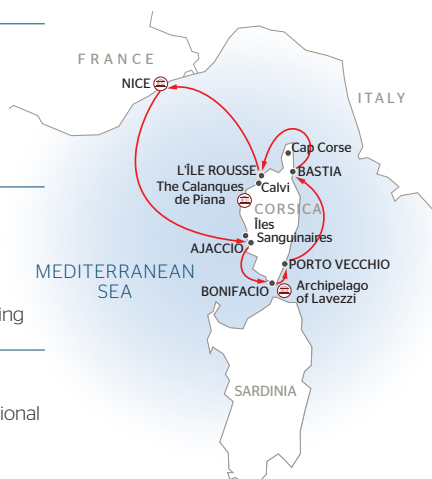 FRANCE
NICE
ITALY
Cap Corse
L'ÎLE ROUSSE
BASTIA
The Calanques
de Piana
Calvi
CORSICA
Îles
Sanguinaires
AJACCIO
MEDITERRANEAN
SEA
PORTO VECCHIO
BONIFACIO
Archipelago
of Lavezzi
ing
SARDINIA
ional